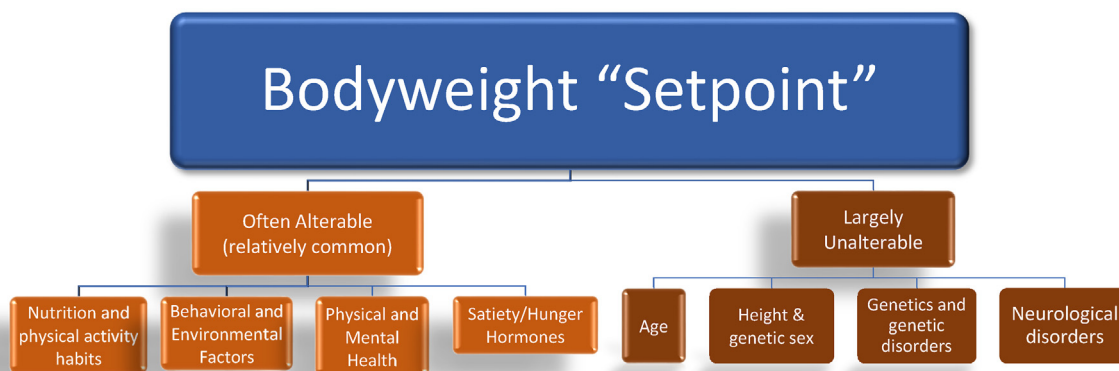 Bodyweight “Setpoint”
Often Alterable
(relatively common)
Largely
Unalterable
Nutrition and
physical activity
habits
Behavioral and
Environmental
Factors
Physical and
Mental
Health
Satiety/Hunger
Hormones
Age
Height &
genetic sex
Genetics and
genetic
disorders
Neurological
disorders